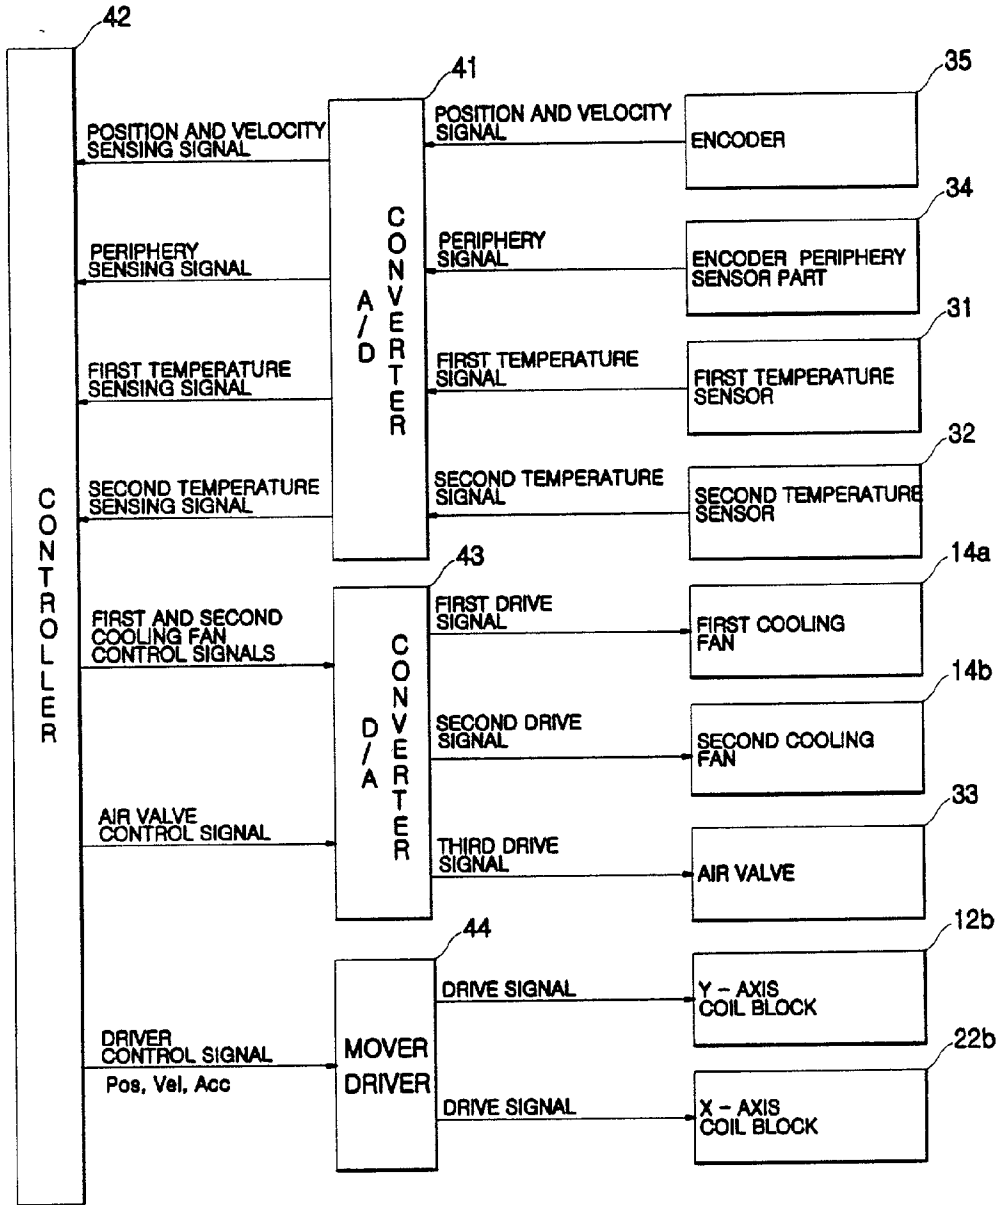 42
41
35
POSITION AND VELOCITY
SENSING SIGNAL
POSITION AND VELOCITY
SIGNAL
ENCODER
34
PERIPHERY
SENSING SIGNAL
PERIPHERY
SIGNAL
ENCODER PERIPHERY
SENSOR PART
A/D
CONVERTER
31
FIRST TEMPERATURE
SENSING SIGNAL
FIRST TEMPERATURE
SIGNAL
FIRST TEMPERATURE
SENSOR
32
SECOND TEMPERATURE
SENSING SIGNAL
SECOND TEMPERATURE
SIGNAL
SECOND TEMPERATURE
SENSOR
CONTROLLER
43
14a
FIRST AND SECOND
COOLING FAN
CONTROL SIGNALS
FIRST DRIVE
SIGNAL
FIRST COOLING
FAN
14b
D/A
CONVERTER
SECOND DRIVE
SIGNAL
SECOND COOLING
FAN
33
AIR VALVE
CONTROL SIGNAL
THIRD DRIVE
SIGNAL
AIR VALVE
44
12b
DRIVE SIGNAL
Y - AXIS
COIL BLOCK
DRIVER
CONTROL SIGNAL
Pos, Vel, Acc
MOVER
DRIVER
22b
DRIVE SIGNAL
X - AXIS
COIL BLOCK